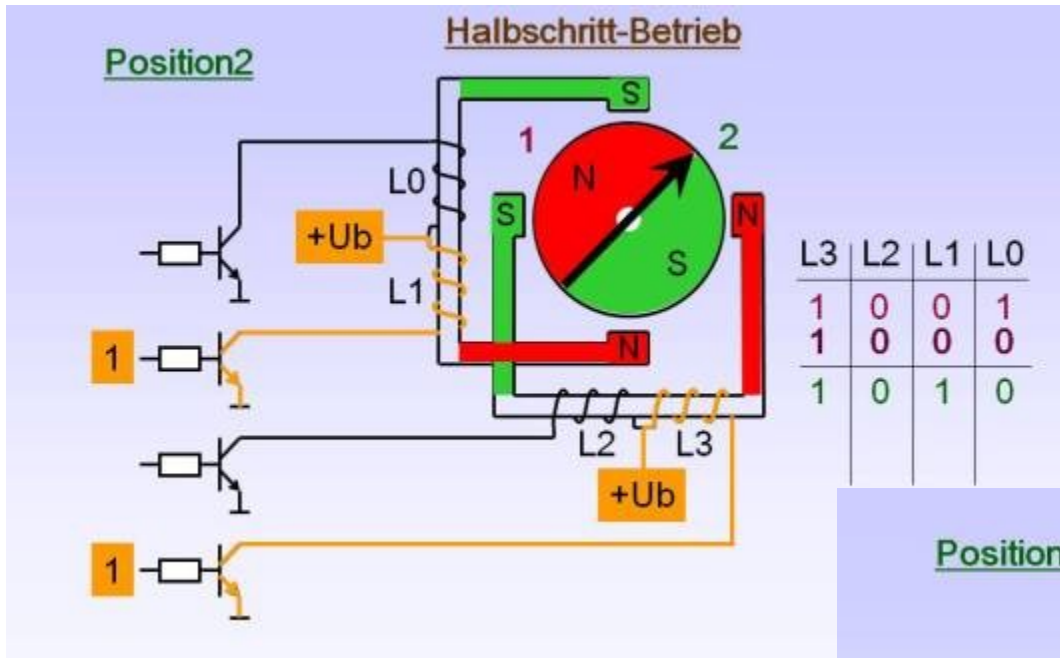 Halbschritt-Betrieb
Position2
S
1
2
N
L0
S
N
+Ub
S
L3 L2 L1 L0
L1
1 0 0 1
1
N
1 0 0 0
1 0 1 0
L2
L3
+Ub
1
Position